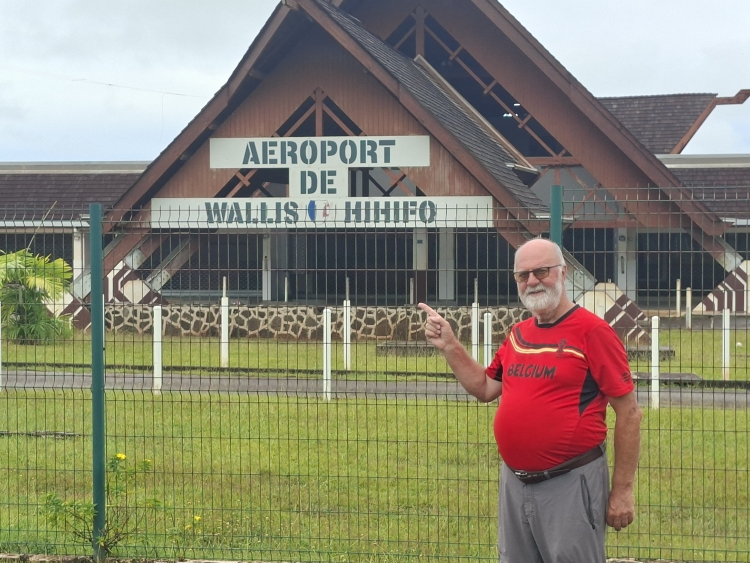 AEROPORT
DE
WALLIS HIHIFO
BELGIUM